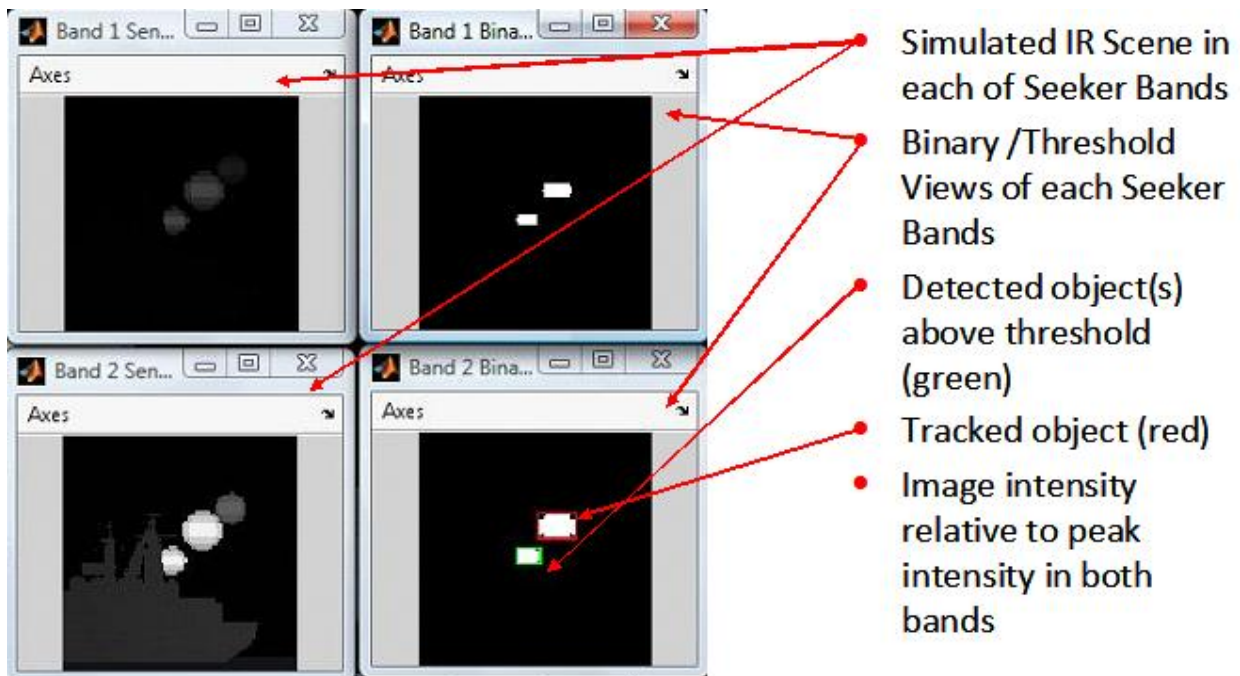 Band 1 Sen...
Axes
Band 1 Bina...
Axes
Band 2 Sen...
Axes
Band 2 Bina...
Axes
Simulated IR Scene in
each of Seeker Bands
Binary /Threshold
Views of each Seeker
Bands
Detected object(s)
above threshold
(green)
Tracked object (red)
Image intensity
relative to peak
intensity in both
bands